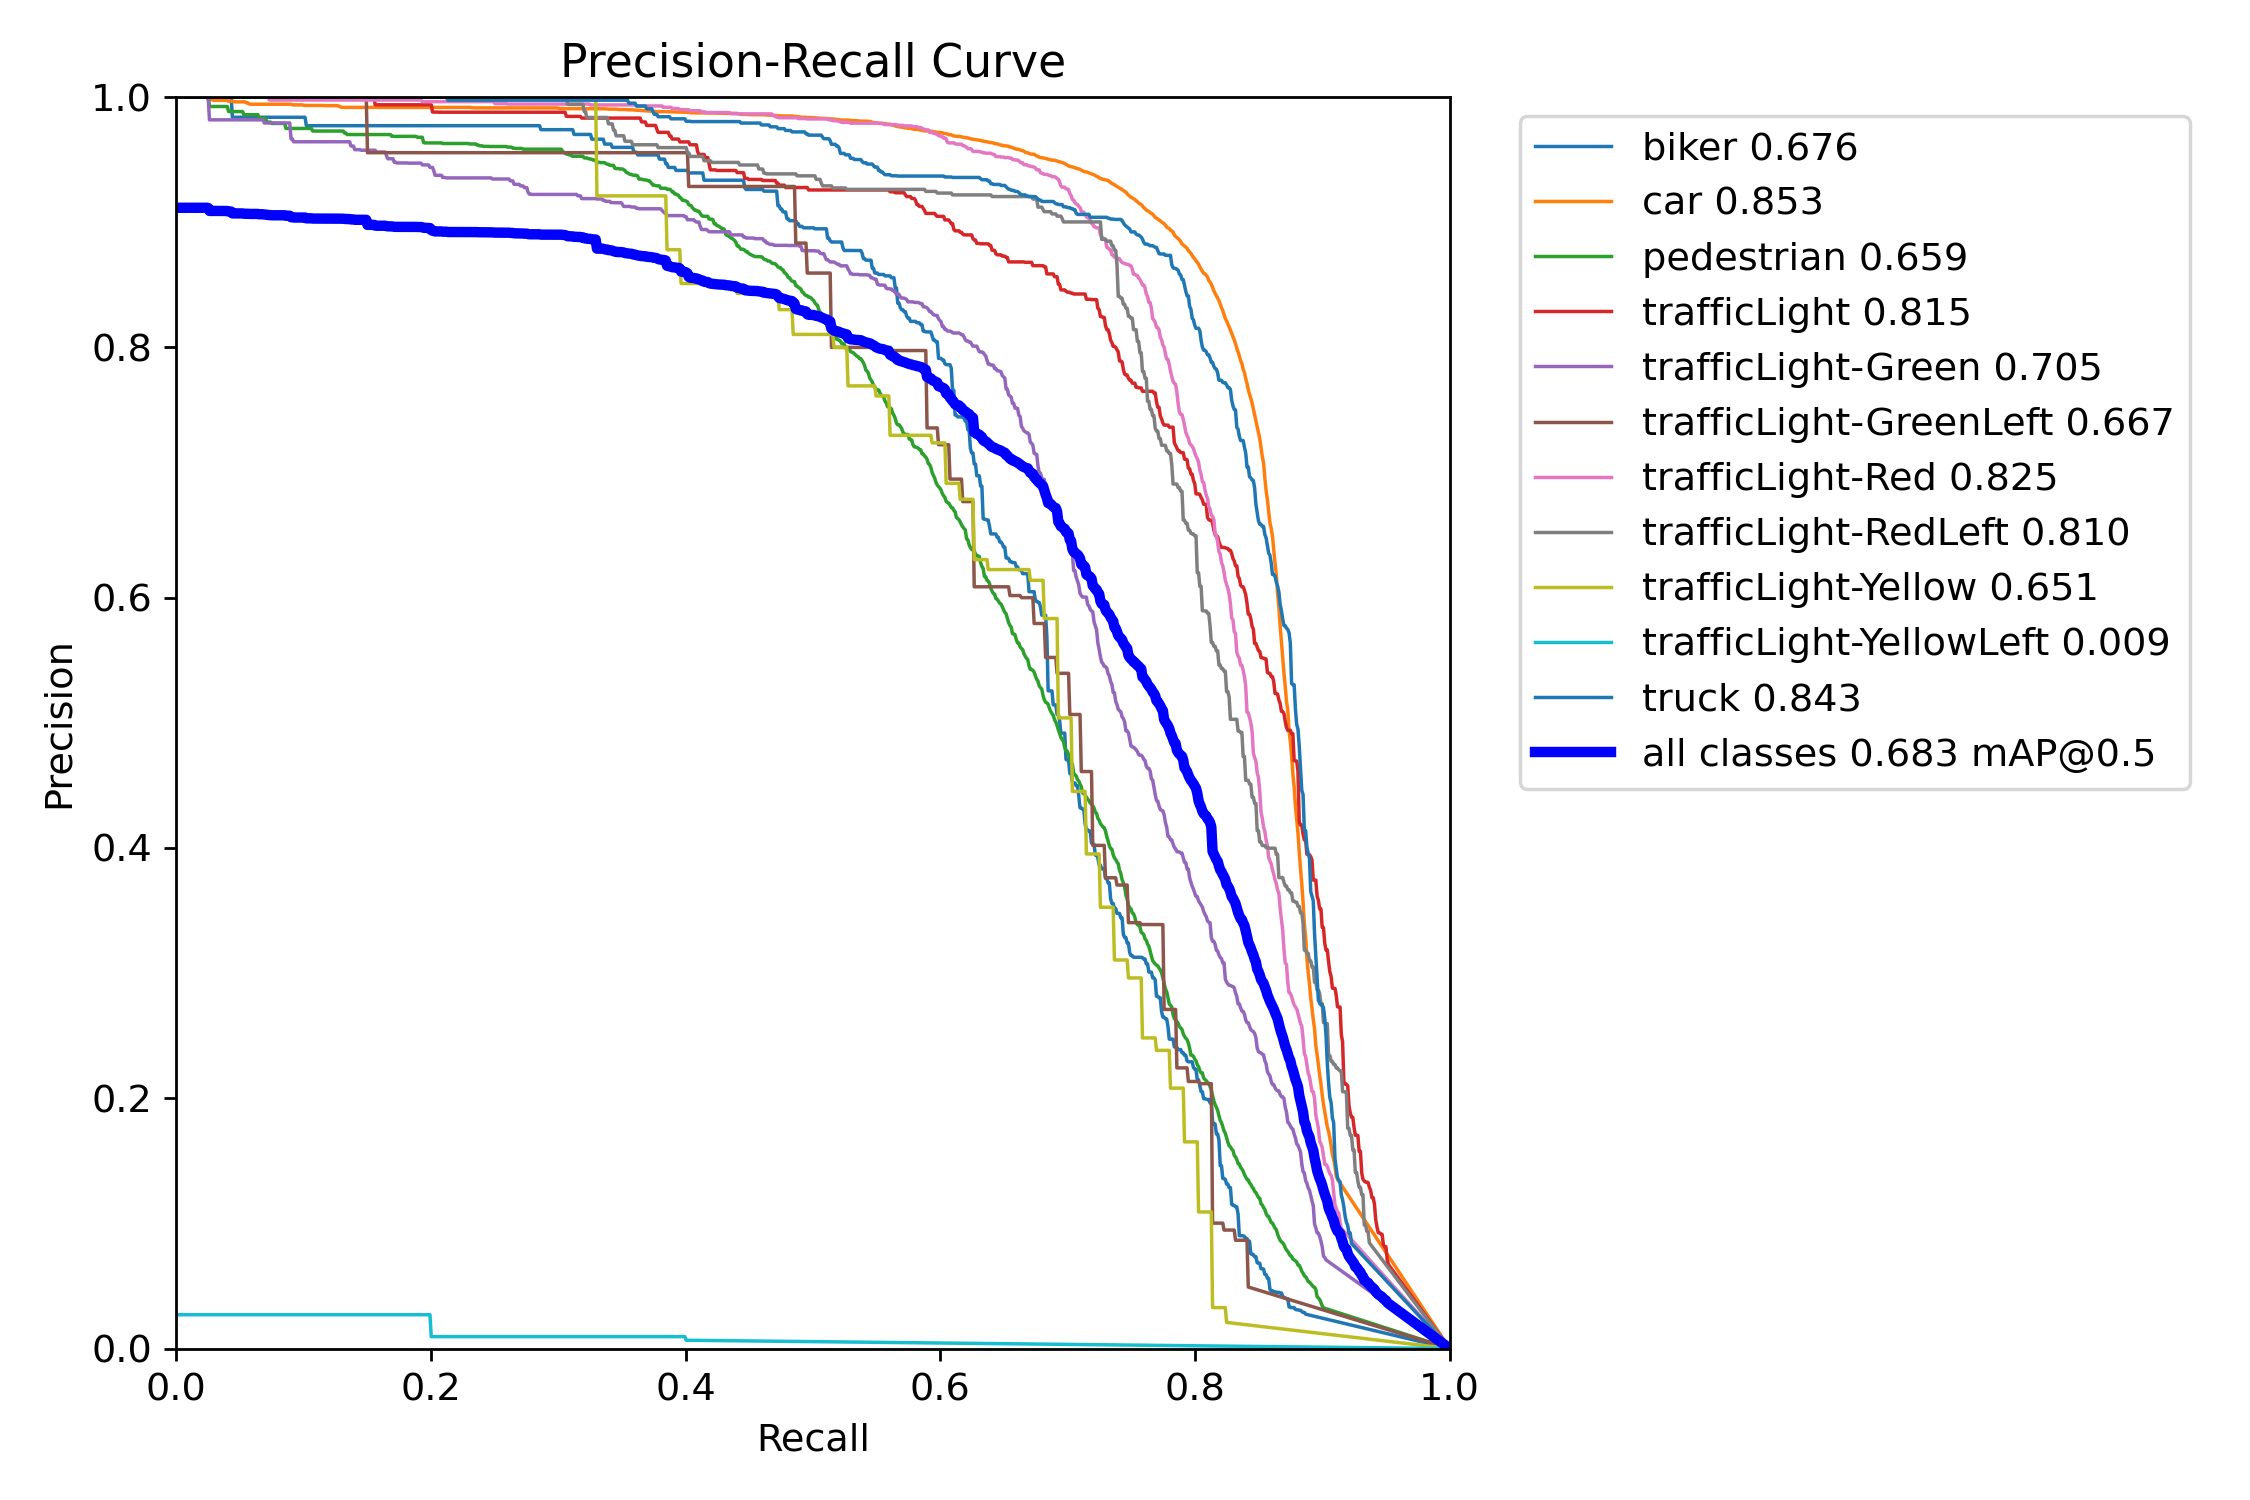 Precision-Recall Curve
1.0
0.8
0.6
0.4
0.2
0.0
Precision
0.0 0.2 0.4 0.6 0.8 1.0
Recall
biker 0.676
car 0.853
pedestrian 0.659
trafficLight 0.815
trafficLight-Green 0.705
trafficLight-GreenLeft 0.667
trafficLight-Red 0.825
trafficLight-RedLeft 0.810
trafficLight-Yellow 0.651
trafficLight-YellowLeft 0.009
truck 0.843
all classes 0.683 mAP@0.5